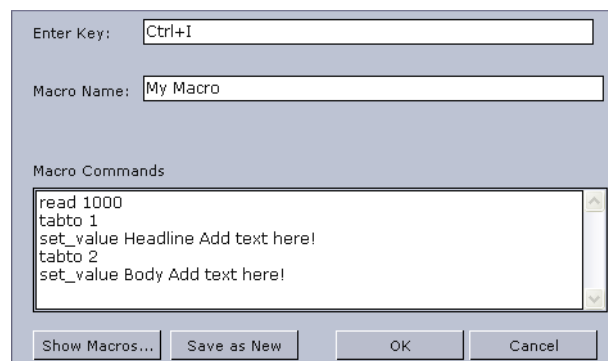 Enter Key: Ctrl+I
Macro Name: My Macro
Macro Commands
read 1000
tabto 1
set_value Headline Add text here!
tabto 2
set_value Body Add text here!
Show Macros... Save as New OK Cancel